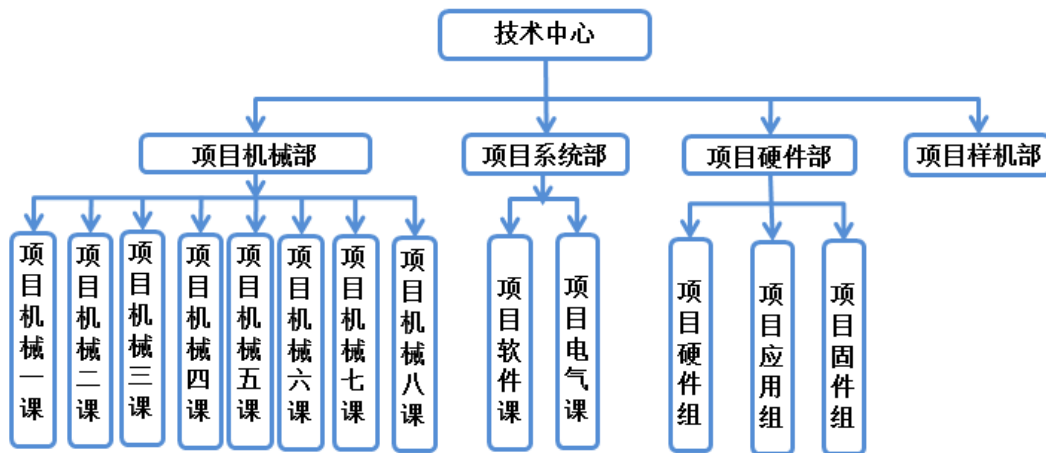 技术中心
项目机械部
项目系统部
项目硬件部
项目样机部
项目机械一课
项目机械二课
项目机械三课
项目机械四课
项目机械五课
项目机械六课
项目机械七课
项目机械八课
项目软件课
项目电气课
项目硬件组
项目应用组
项目固件组